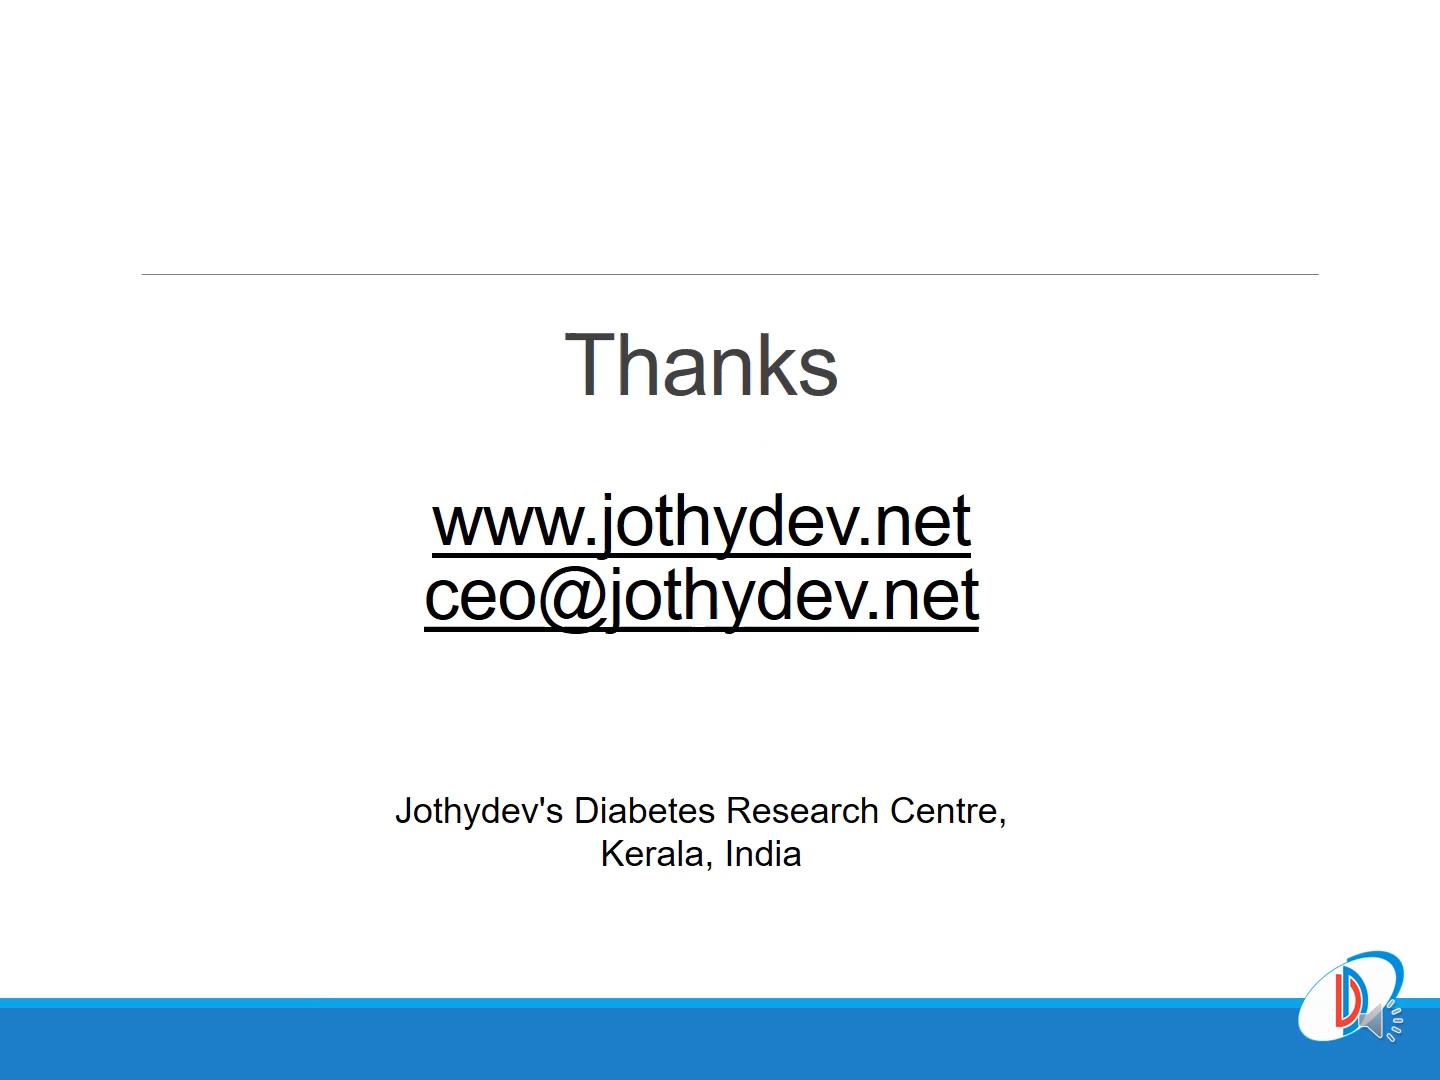 Thanks
www.jothydev.net
ceo@jothydev.net
Jothydev's Diabetes Research Centre,
Kerala, India